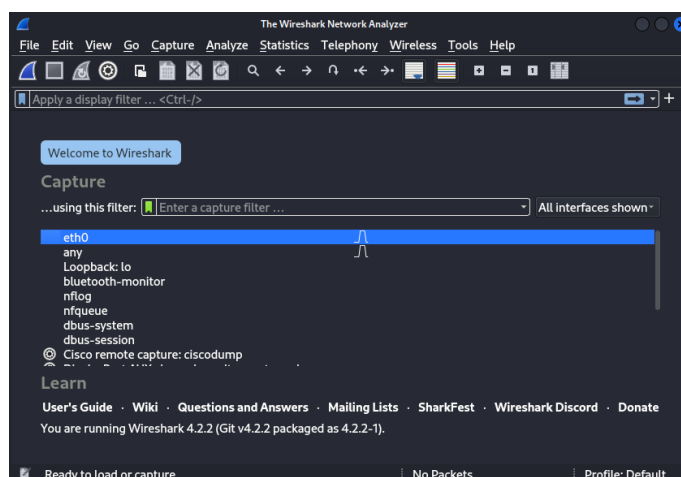 The Wireshark Network Analyzer
File Edit View Go Capture Analyze Statistics Telephony Wireless Tools Help
Apply a display filter ... <Ctrl-/>
Welcome to Wireshark
Capture
...using this filter: Enter a capture filter ... All interfaces shown
eth0
any
Loopback: lo
bluetooth-monitor
nflog
nfqueue
dbus-system
dbus-session
Cisco remote capture: ciscodump
Learn
User's Guide · Wiki · Questions and Answers · Mailing Lists · SharkFest · Wireshark Discord · Donate
You are running Wireshark 4.2.2 (Git v4.2.2 packaged as 4.2.2-1).
Ready to load or capture No Packets Profile: Default